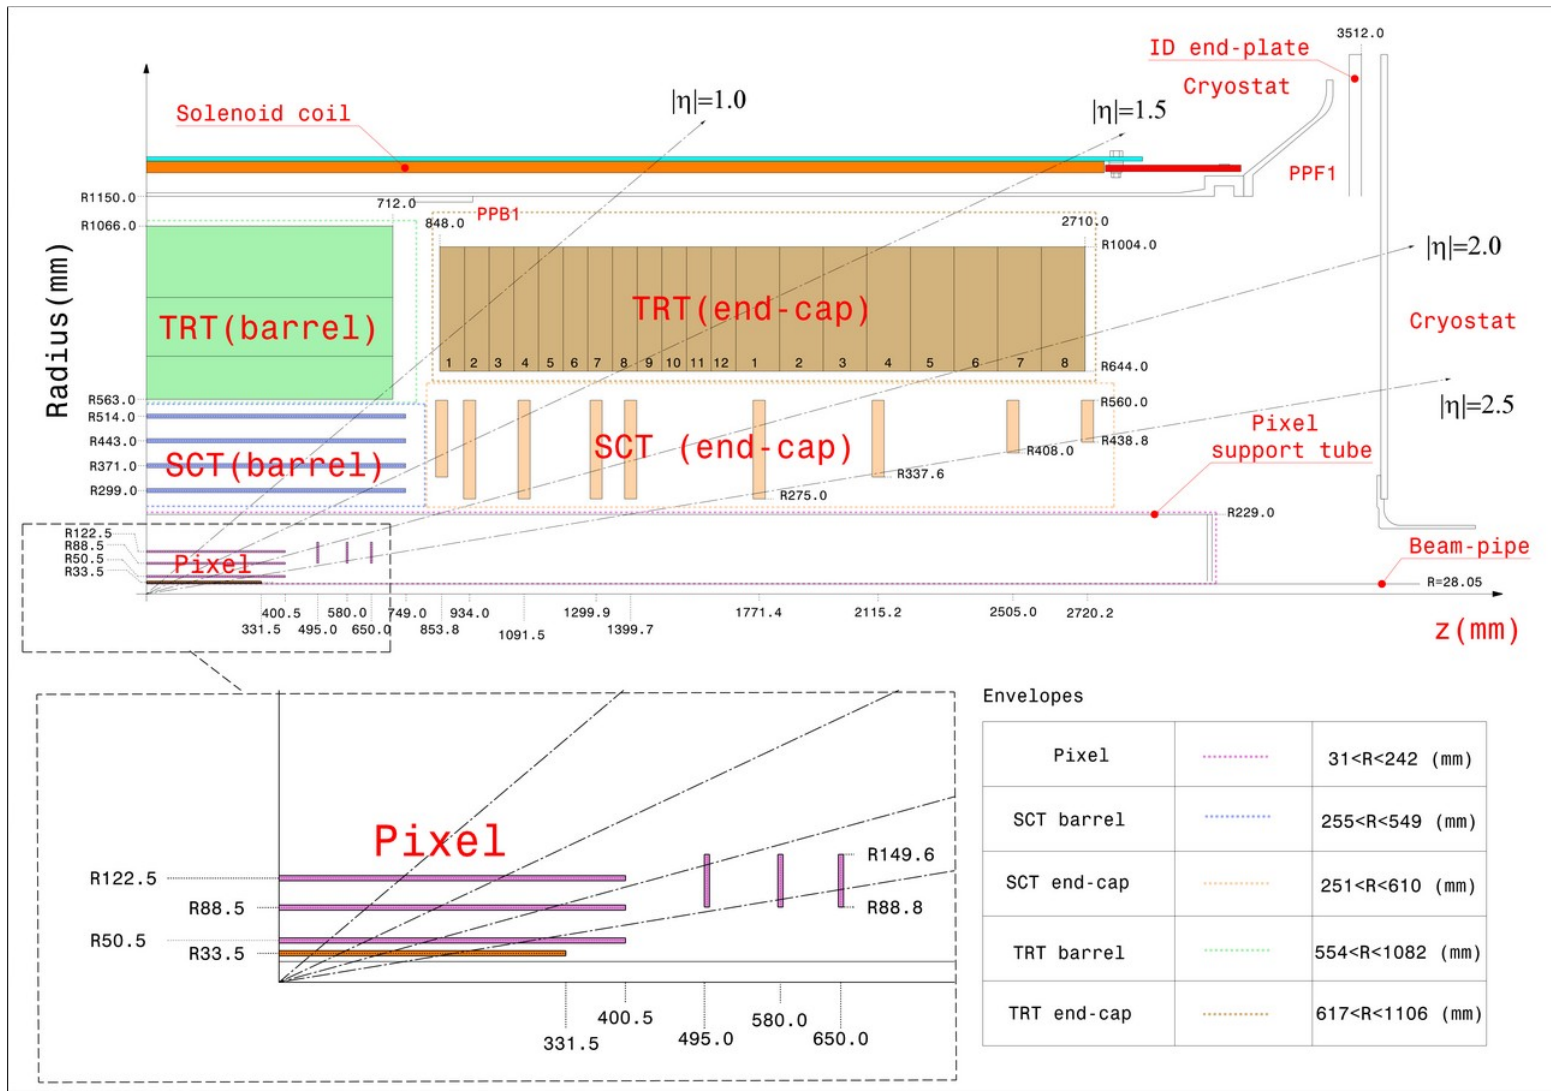 3512.0
ID end-plate
Cryostat
|η|=1.0
|η|=1.5
Solenoid coil
PPF1
R1150.0
712.0
PPB1
848.0
2710.0
R1066.0
R1004.0
|η|=2.0
Radius(mm)
TRT(barrel)
TRT(end-cap)
Cryostat
1 2 3 4 5 6 7 8 9 10 11 12 1 2 3 4 5 6 7 8
R644.0
R563.0
R514.0
R560.0
|η|=2.5
R443.0
R438.8
SCT(barrel)
SCT (end-cap)
R408.0
Pixel
support tube
R371.0
R337.6
R299.0
R275.0
R229.0
R122.5
R88.5
R50.5
R33.5
Pixel
Beam-pipe
R=28.05
400.5 580.0 749.0 934.0 1299.9 1771.4 2115.2 2505.0 2720.2
331.5 495.0 650.0 853.8 1091.5 1399.7
z(mm)
Pixel
R122.5
R88.5
R50.5
R33.5
R149.6
R88.8
400.5 580.0
331.5 495.0 650.0
Envelopes
Pixel 31<R<242 (mm)
SCT barrel 255<R<549 (mm)
SCT end-cap 251<R<610 (mm)
TRT barrel 554<R<1082 (mm)
TRT end-cap 617<R<1106 (mm)